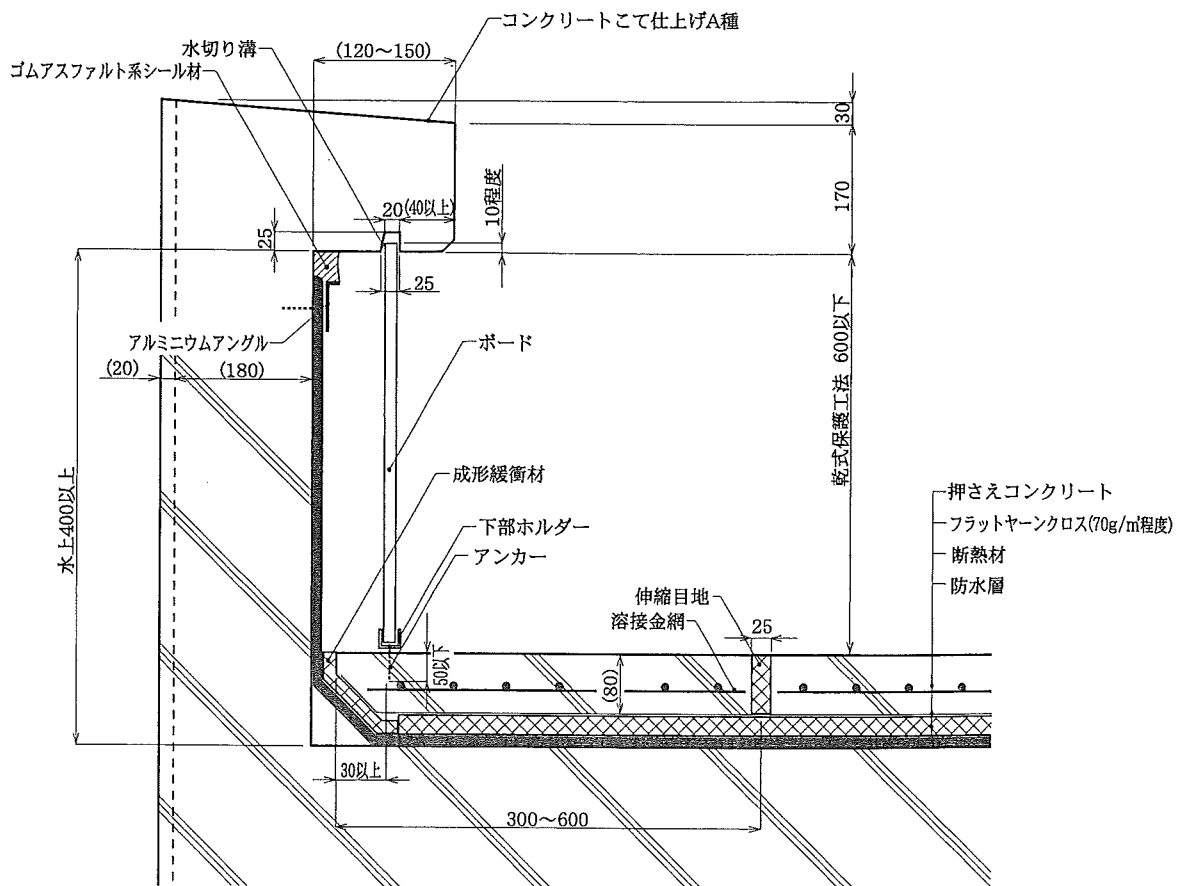 コンクリートこて仕上げA種
水切り溝
(120～150)
ゴムアスファルト系シール材
30
170
20
(40以上)
10程度
25
25
アルミニウムアングル
ボード
(20)
(180)
乾式保護工法 600以下
水上400以上
成形緩衝材
下部ホルダー
アンカー
押さえコンクリート
フラットヤーンクロス(70g/㎡程度)
断熱材
防水層
伸縮目地
溶接金網
25
50以下
(80)
30以上
300～600